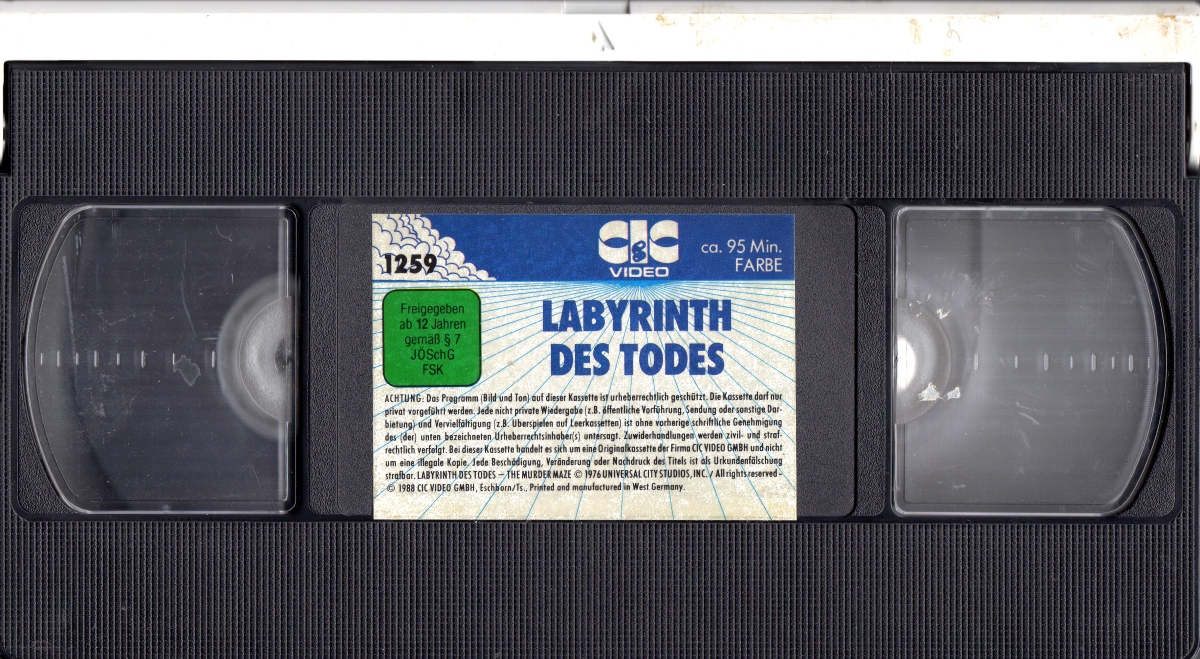 1259
CIC
VIDEO
ca. 95 Min.
FARBE
Freigegeben
ab 12 Jahren
gemäß § 7
JÖSchG
FSK
LABYRINTH
DES TODES
ACHTUNG: Das Programm (Bild und Ton) auf dieser Kassette ist urheberrechtlich geschützt. Die Kassette darf nur
privat vorgeführt werden. Jede nicht private Wiedergabe (z.B. öffentliche Vorführung, Sendung oder sonstige Dar-
bietung) und Vervielfältigung (z.B. Überspielen auf Leerkassetten) ist ohne vorherige schriftliche Genehmigung
des (der) unten bezeichneten Urheberrechtsinhaber(s) untersagt. Zuwiderhandlungen werden zivil- und straf-
rechtlich verfolgt. Bei dieser Kassette handelt es sich um eine Originalkassette der Firma CIC VIDEO GMBH und nicht
um eine illegale Kopie. Jede Beschädigung, Veränderung oder Nachdruck des Titels ist als Urkundenfälschung
strafbar. LABYRINTH DES TODES – THE MURDER MAZE © 1976 UNIVERSAL CITY STUDIOS, INC. / All rights reserved -
© 1988 CIC VIDEO GMBH, Eschborn/Ts., Printed and manufactured in West Germany.